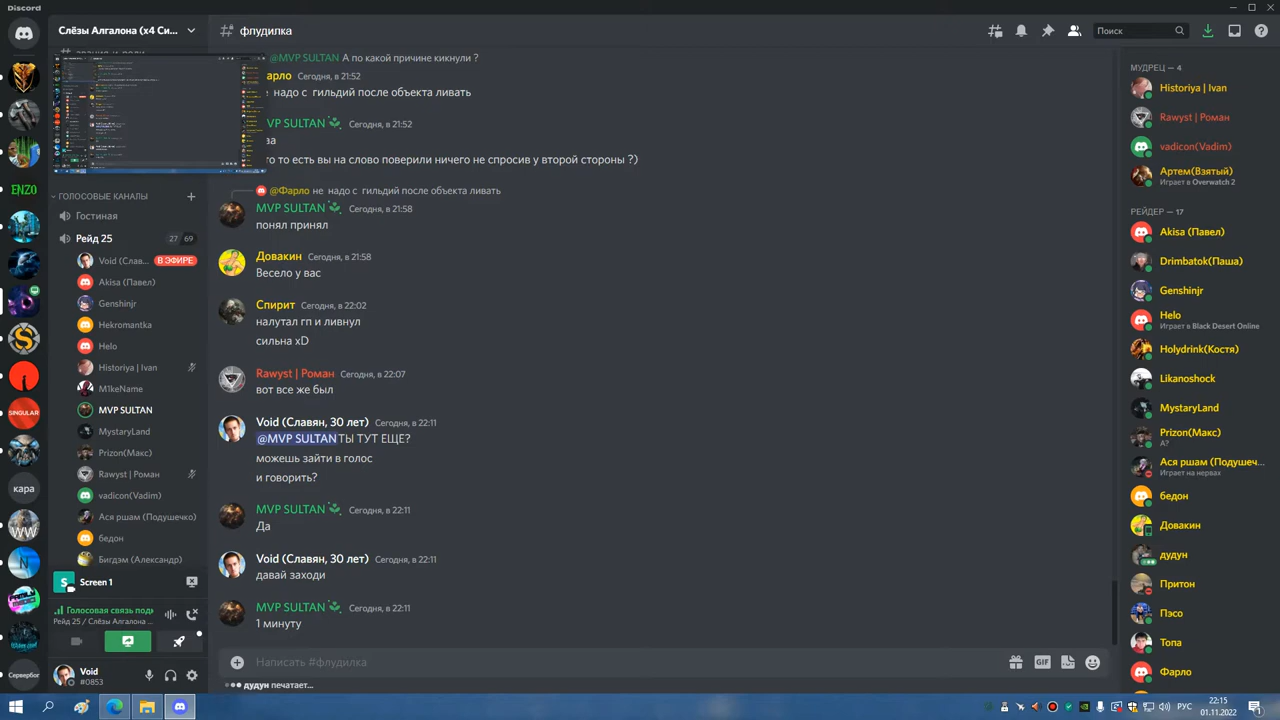 Discord
Слёзы Алгалона (x4 Си...
флудилка
Поиск
@MVP SULTAN А по какой причине кикнули ?
арло Сегодня, в 21:52
надо с гильдий после объекта ливать
VP SULTAN Сегодня, в 21:52
за
о то есть вы на слово поверили ничего не спросив у второй стороны ?)
@Фарло не надо с гильдий после объекта ливать
MVP SULTAN Сегодня, в 21:58
понял принял
Довакин Сегодня, в 21:58
Весело у вас
Спирит Сегодня, в 22:02
налутал гп и ливнул
сильна xD
Rawyst | Роман Сегодня, в 22:07
вот все же был
Void (Славян, 30 лет) Сегодня, в 22:11
@MVP SULTAN ТЫ ТУТ ЕЩЕ?
можешь зайти в голос
и говорить?
MVP SULTAN Сегодня, в 22:11
Да
Void (Славян, 30 лет) Сегодня, в 22:11
давай заходи
MVP SULTAN Сегодня, в 22:11
1 минуту
Написать #флудилка
дудун печатает...
ГОЛОСОВЫЕ КАНАЛЫ
Гостиная
Рейд 25 27 69
Void (Слав... В ЭФИРЕ
Akisa (Павел)
Genshinjr
Hekromantka
Helo
Historiya | Ivan
M1keName
MVP SULTAN
MystaryLand
Prizon(Макс)
Rawyst | Роман
vadicon(Vadim)
Ася ршам (Подушечко)
бедон
Бигдэм (Александр)
Screen 1
Голосовая связь подк
Рейд 25 / Слёзы Алгалона
Void
#0853
ENZO
SINGULAR
кара
WW
Серверbог
МУДРЕЦ — 4
Historiya | Ivan
Rawyst | Роман
vadicon(Vadim)
Артем(Взятый)
Играет в Overwatch 2
РЕЙДЕР — 17
Akisa (Павел)
Drimbatok(Паша)
Genshinjr
Helo
Играет в Black Desert Online
Holydrink(Костя)
Likanoshock
MystaryLand
Prizon(Макс)
А?
Ася ршам (Подушеч...
Играет на нервах
бедон
Довакин
дудун
Притон
Пэсо
Топа
Фарло
GIF
РУС
22:15
01.11.2022